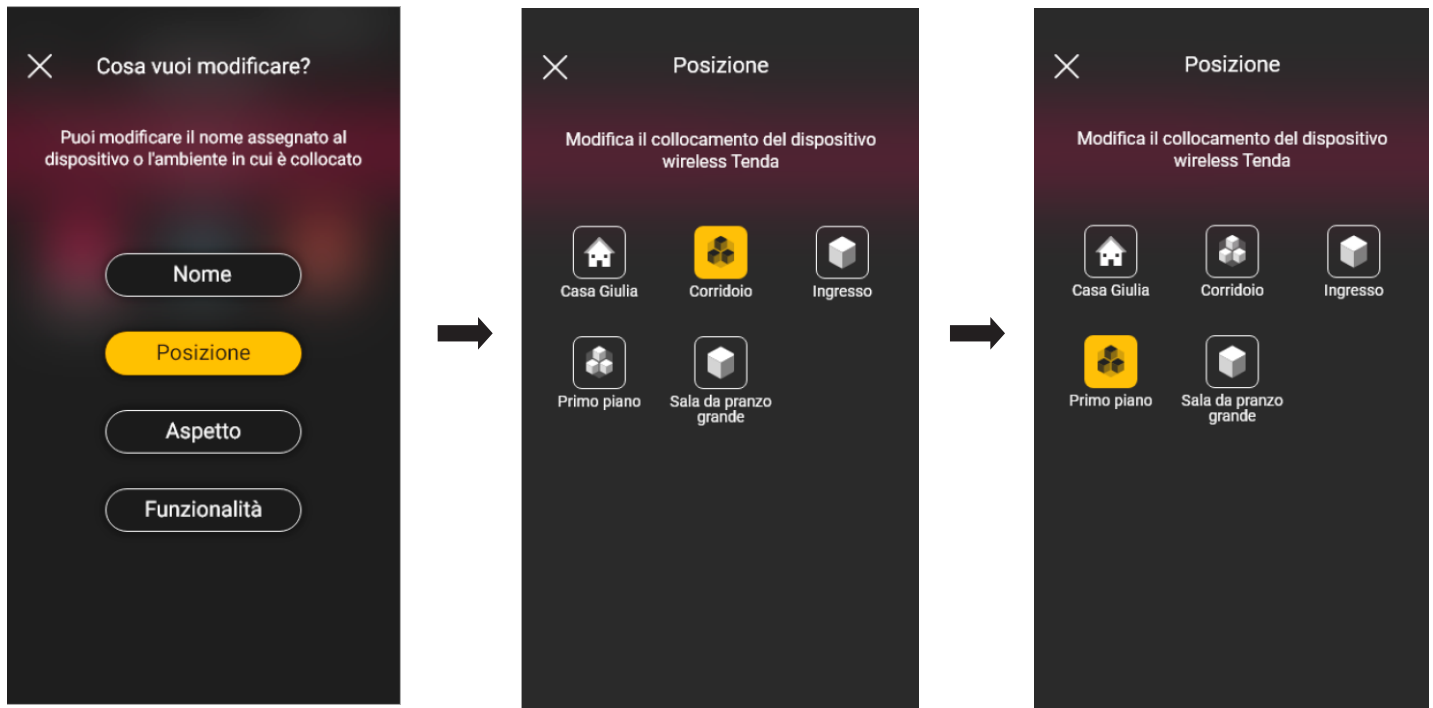 Cosa vuoi modificare?
Puoi modificare il nome assegnato al
dispositivo o l'ambiente in cui è collocato
Nome
Posizione
Aspetto
Funzionalità
Posizione
Modifica il collocamento del dispositivo
wireless Tenda
Casa Giulia
Corridoio
Ingresso
Primo piano
Sala da pranzo
grande
Posizione
Modifica il collocamento del dispositivo
wireless Tenda
Casa Giulia
Corridoio
Ingresso
Primo piano
Sala da pranzo
grande